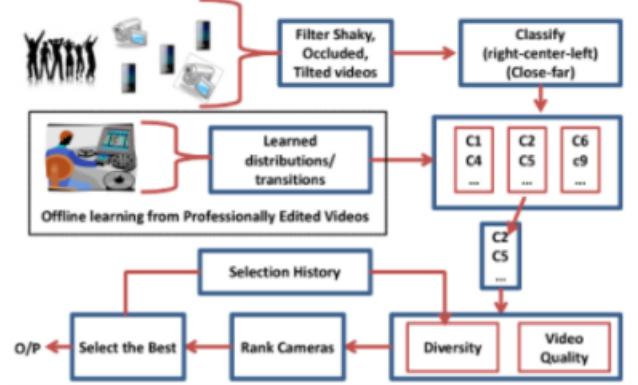 Filter Shaky,
Occluded,
Tilted videos
Classify
(right-center-left)
(Close-far)
Learned
distributions/
transitions
Offline learning from Professionally Edited Videos
C1
C4
...
C2
C5
...
C6
c9
...
C2
C5
...
Selection History
O/P
Select the Best
Rank Cameras
Diversity
Video
Quality